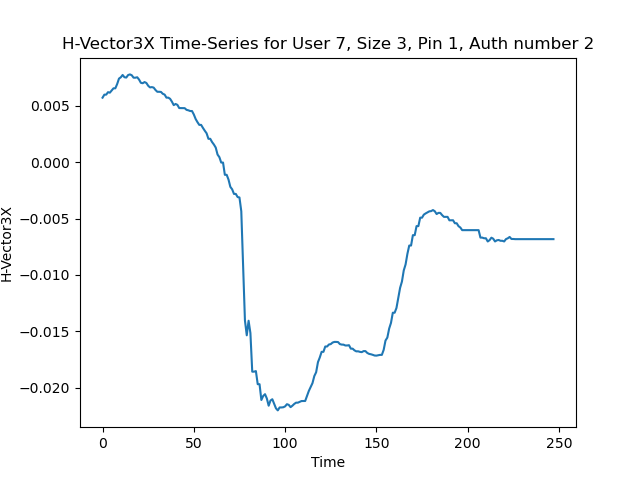 H-Vector3X Time-Series for User 7, Size 3, Pin 1, Auth number 2
H-Vector3X
0.005
0.000
−0.005
−0.010
−0.015
−0.020
0 50 100 150 200 250
Time